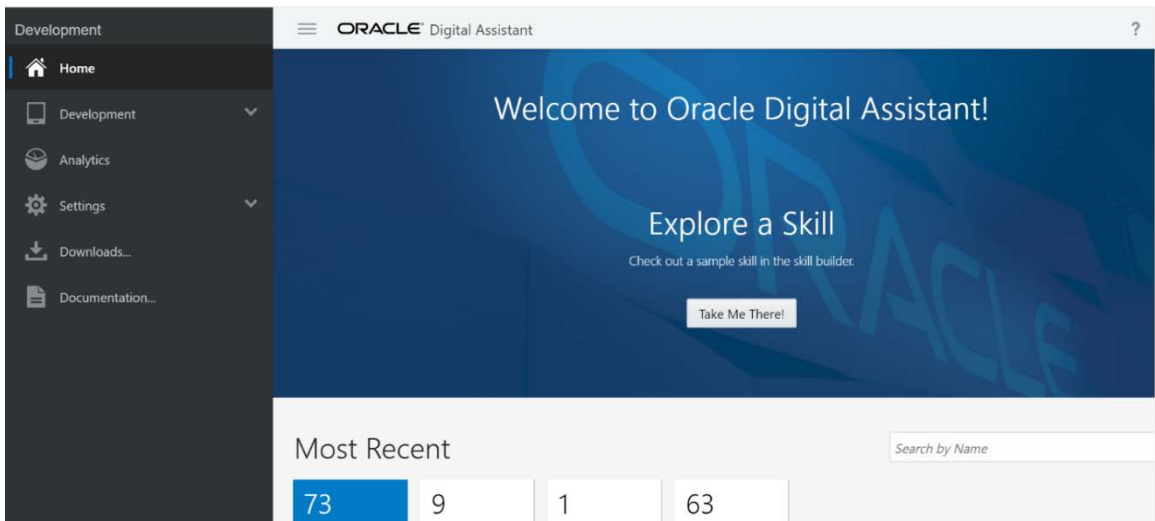 Development
Home
Development
Analytics
Settings
Downloads...
Documentation...
ORACLE Digital Assistant
?
Welcome to Oracle Digital Assistant!
Explore a Skill
Check out a sample skill in the skill builder.
Take Me There!
ORACLE
Most Recent
Search by Name
73 9 1 63